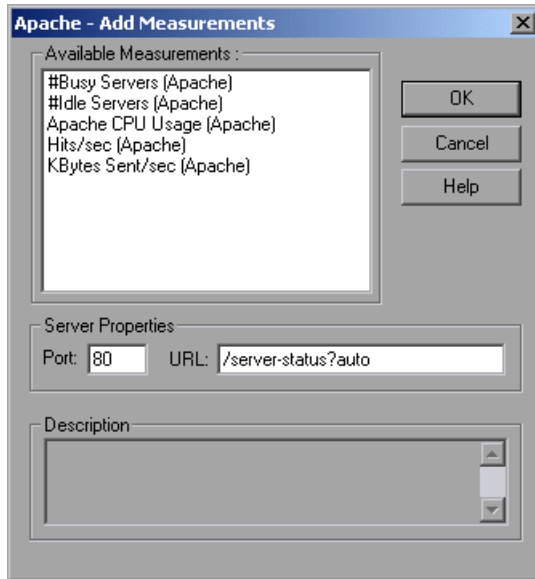 Apache - Add Measurements
Available Measurements :
#Busy Servers (Apache)
#Idle Servers (Apache)
Apache CPU Usage (Apache)
Hits/sec (Apache)
KBytes Sent/sec (Apache)
OK
Cancel
Help
Server Properties
Port: 80 URL: /server-status?auto
Description